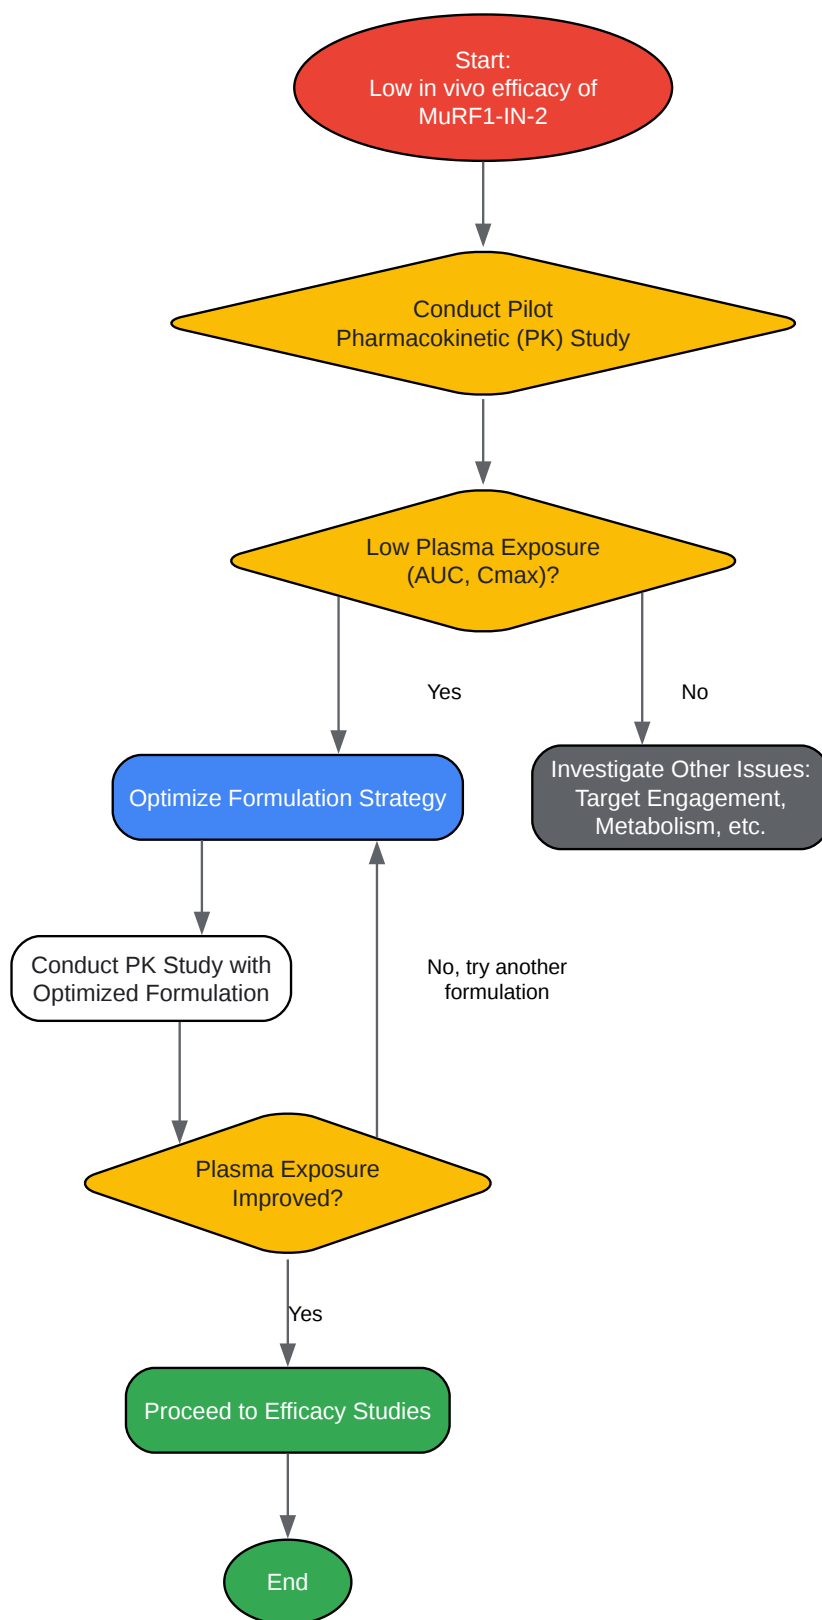 Start:
Low in vivo efficacy of
MuRF1-IN-2
Conduct Pilot
Pharmacokinetic (PK) Study
Low Plasma Exposure
(AUC, Cmax)?
Yes
No
Optimize Formulation Strategy
Investigate Other Issues:
Target Engagement,
Metabolism, etc.
Conduct PK Study with
Optimized Formulation
No, try another
formulation
Plasma Exposure
Improved?
Yes
Proceed to Efficacy Studies
End